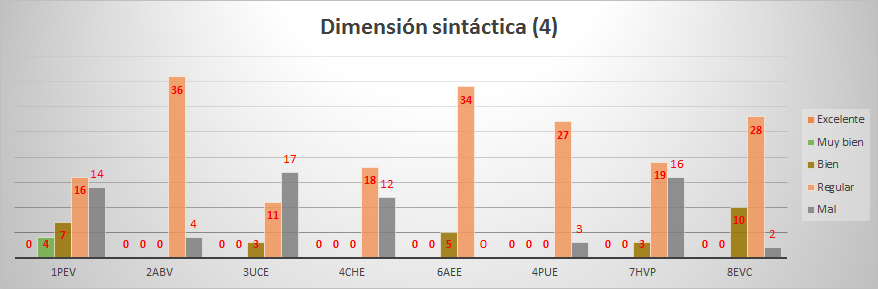 Dimensión sintáctica (4)
0 4 7 16 14
0 0 0 36 4
0 0 3 11 17
0 0 0 18 12
0 0 5 34 0
0 0 0 27 3
0 0 3 19 16
0 0 10 28 2
1PEV 2ABV 3UCE 4CHE 6AEE 4PUE 7HVP 8EVC
Excelente
Muy bien
Bien
Regular
Mal